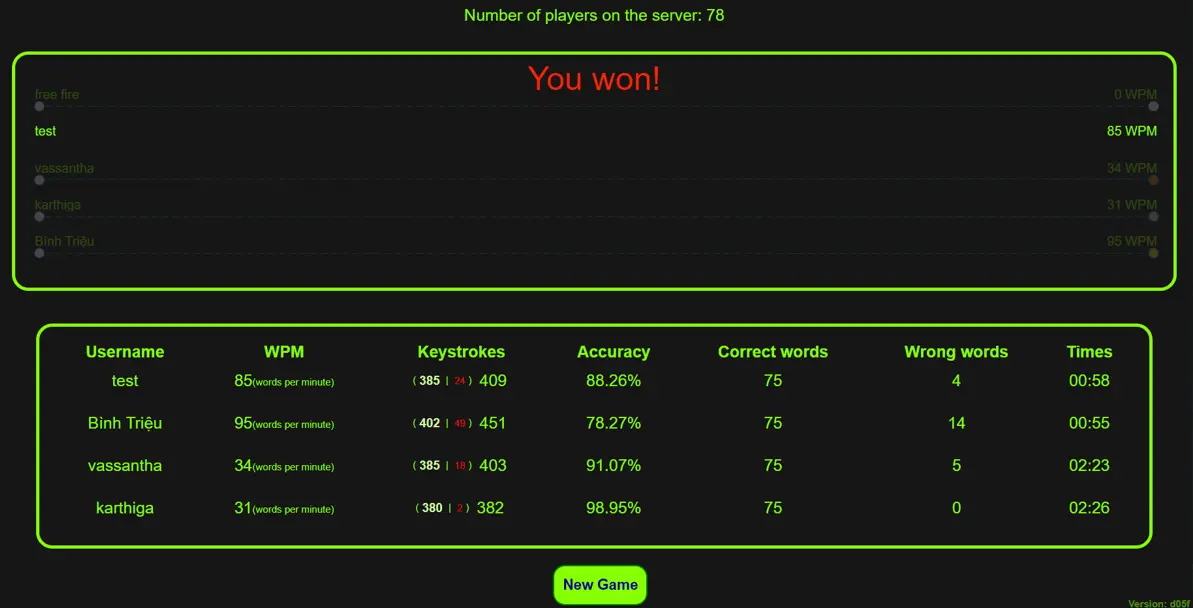 Number of players on the server: 78
You won!
free fire 0 WPM
test 85 WPM
vassantha 34 WPM
karthiga 31 WPM
Bình Triệu 95 WPM
Username WPM Keystrokes Accuracy Correct words Wrong words Times
test 85(words per minute) ( 385 | 24 ) 409 88.26% 75 4 00:58
Bình Triệu 95(words per minute) ( 402 | 49 ) 451 78.27% 75 14 00:55
vassantha 34(words per minute) ( 385 | 18 ) 403 91.07% 75 5 02:23
karthiga 31(words per minute) ( 380 | 2 ) 382 98.95% 75 0 02:26
New Game
Version: d05f